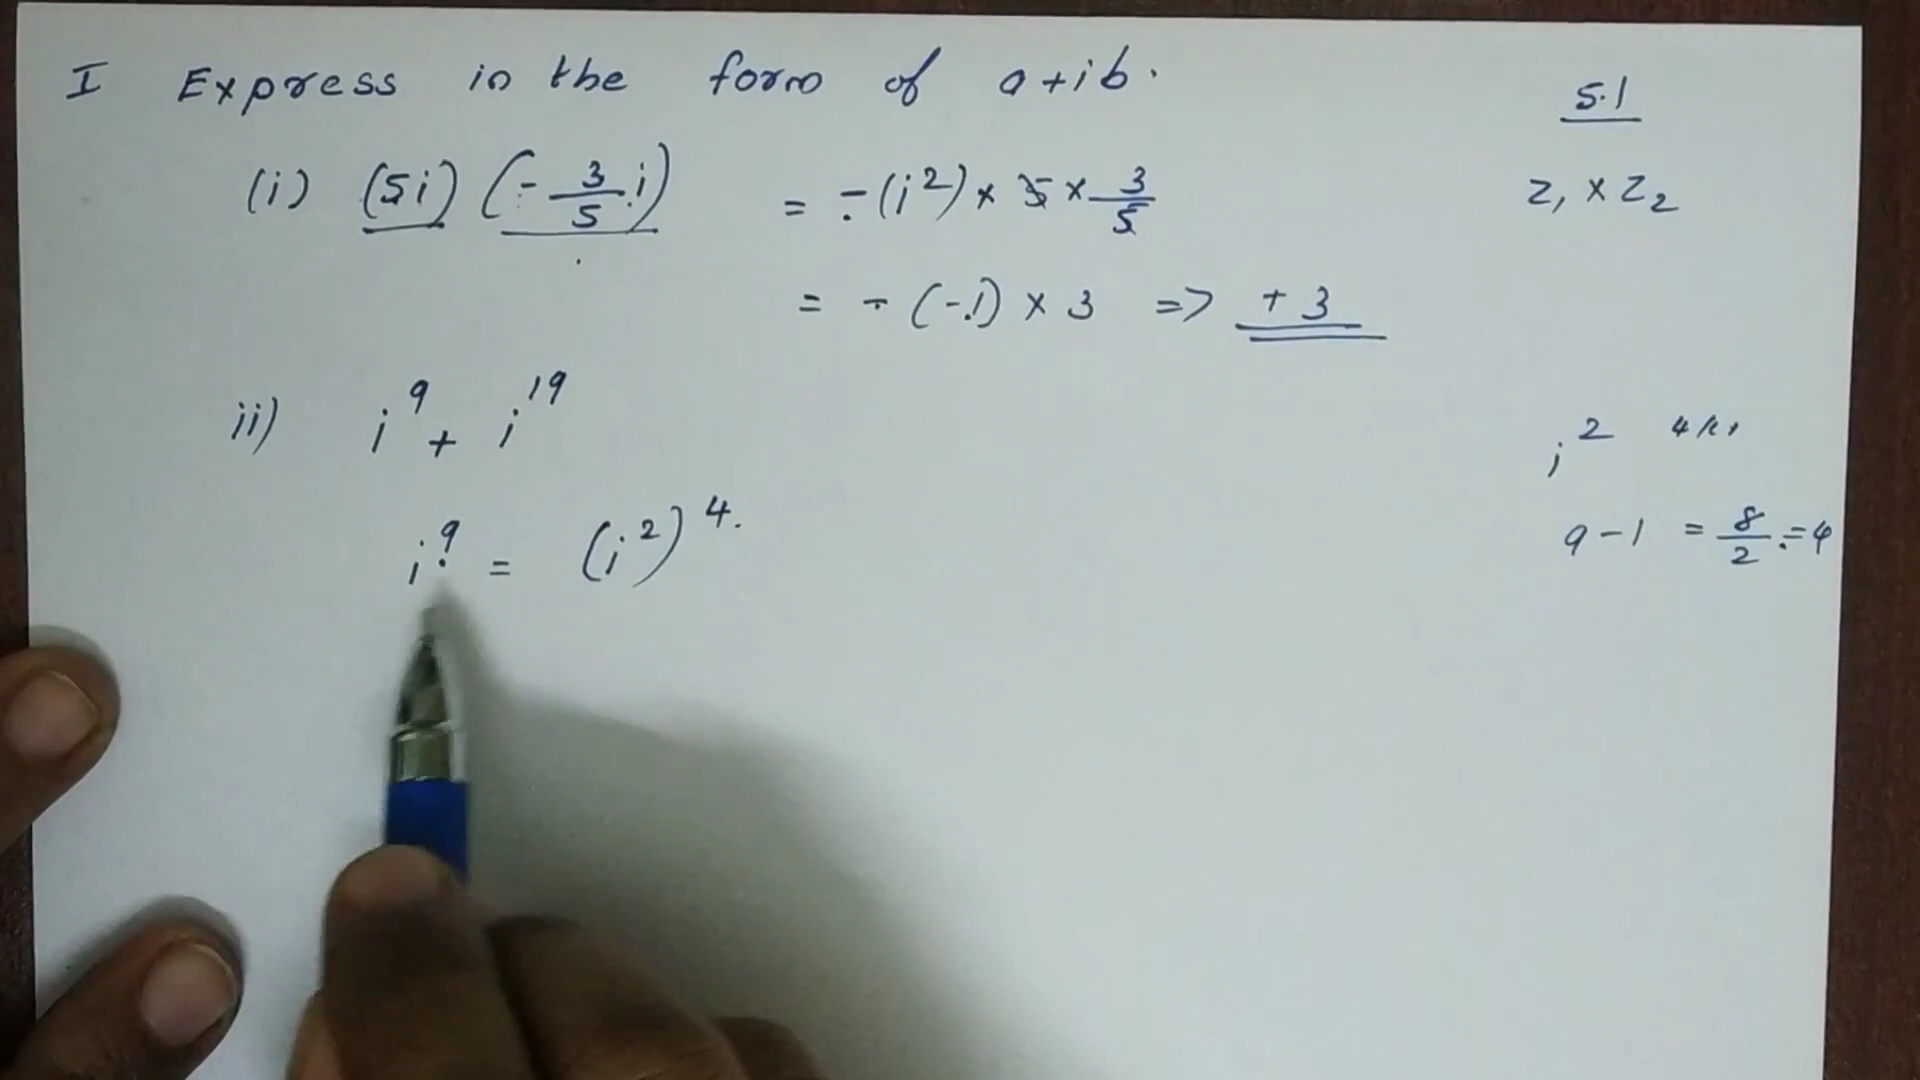 I Express in the form of a+ib.
5.1
(i) (5i) (- 3/5 i) = -(i²) × 5 × 3/5
z₁ × z₂
= - (-1) × 3 => + 3
ii) i⁹ + i¹⁹
i²
i⁹ = (i²)⁴.
9-1 = 8/2 = 4